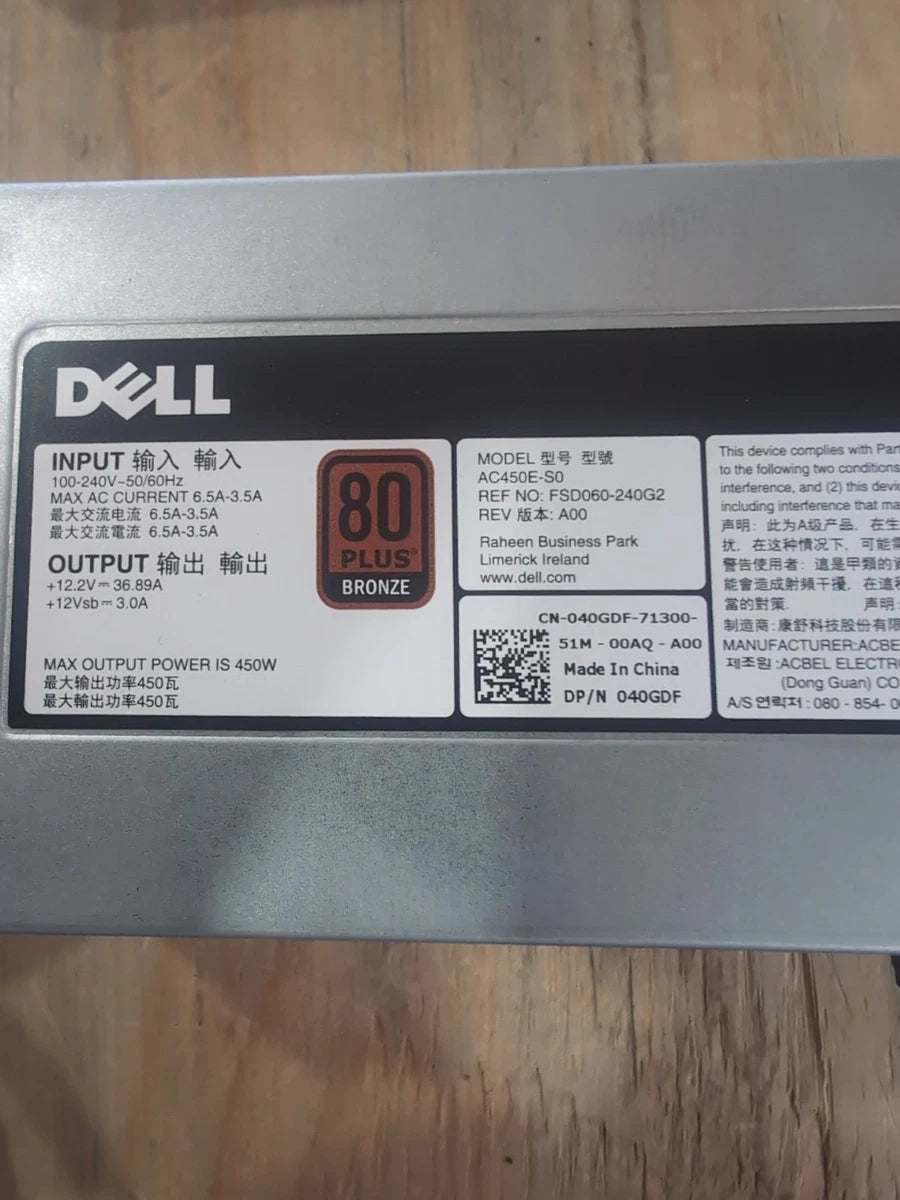 DELL
INPUT 输入 輸入
100-240V~50/60Hz
MAX AC CURRENT 6.5A-3.5A
最大交流电流 6.5A-3.5A
最大交流電流 6.5A-3.5A
OUTPUT 输出 輸出
+12.2V⎓ 36.89A
+12Vsb⎓ 3.0A
MAX OUTPUT POWER IS 450W
最大输出功率450瓦
最大輸出功率450瓦
80
PLUS®
BRONZE
MODEL 型号 型號
AC450E-S0
REF NO: FSD060-240G2
REV 版本: A00
Raheen Business Park
Limerick Ireland
www.dell.com
CN-040GDF-71300-
51M - 00AQ - A00
Made In China
DP/N 040GDF
This device complies with Part
to the following two conditions
interference, and (2) this
including interference that
声明: 此为A级产品, 在生
扰. 在这种情况下, 可能需
警告使用者: 這是甲類的資
能會造成射頻干擾. 在這種
當的對策. 声明:
制造商: 康舒科技股份有限
MANUFACTURER:ACBE
제조원 :ACBEL ELECTR
(Dong Guan) CO
A/S 연락처 : 080 - 854- 0